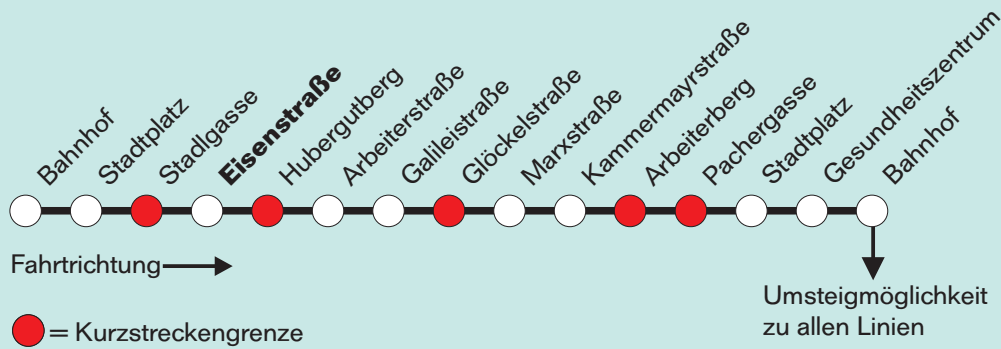 Bahnhof
Stadtplatz
Stadlgasse
Eisenstraße
Hubergutberg
Arbeiterstraße
Galileistraße
Glöckelstraße
Marxstraße
Kammermayrstraße
Arbeiterberg
Pachergasse
Stadtplatz
Gesundheitszentrum
Bahnhof
Fahrtrichtung
Umsteigmöglichkeit
zu allen Linien
= Kurzstreckengrenze